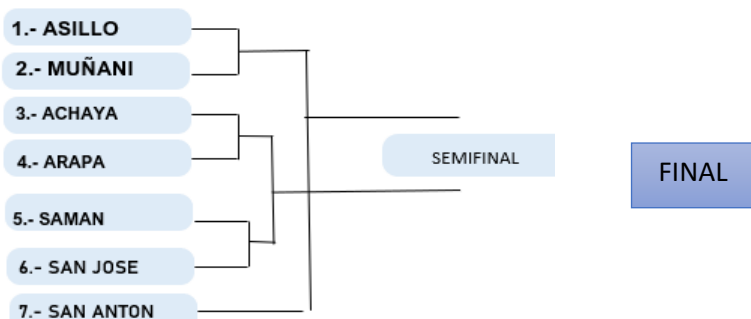 1.- ASILLO
2.- MUÑANI
3.- ACHAYA
4.- ARAPA
SEMIFINAL
FINAL
5.- SAMAN
6.- SAN JOSE
7.- SAN ANTON